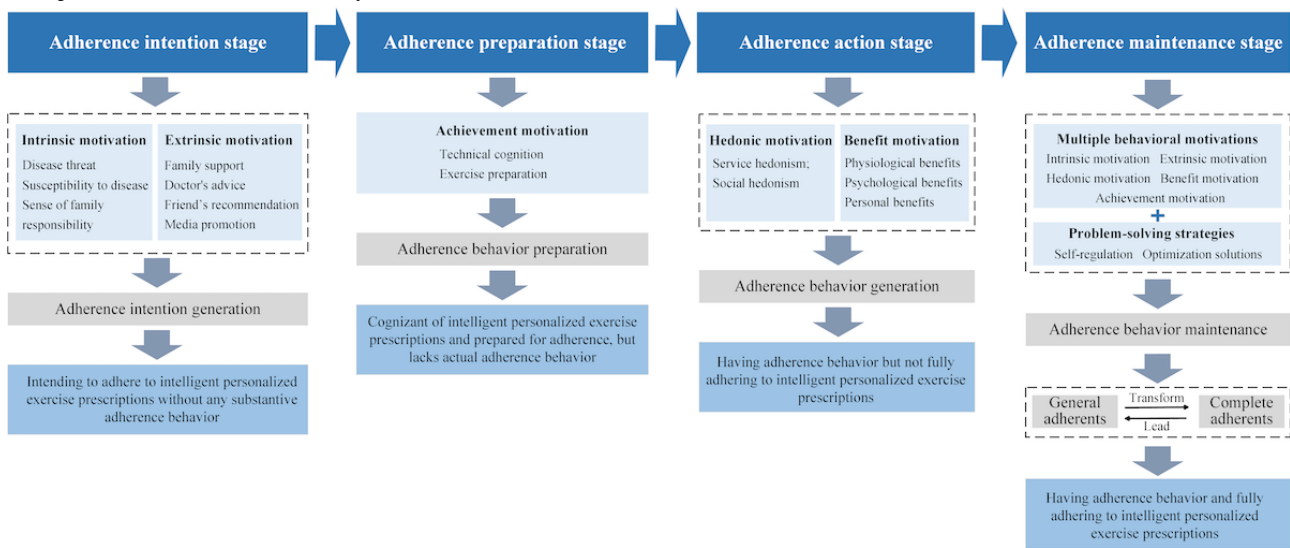 Adherence intention stage
Intrinsic motivation
Disease threat
Susceptibility to disease
Sense of family
responsibility
Extrinsic motivation
Family support
Doctor's advice
Friend's recommendation
Media promotion
Adherence intention generation
Intending to adhere to intelligent personalized
exercise prescriptions without any substantive
adherence behavior
Adherence preparation stage
Achievement motivation
Technical cognition
Exercise preparation
Adherence behavior preparation
Cognizant of intelligent personalized exercise
prescriptions and prepared for adherence, but
lacks actual adherence behavior
Adherence action stage
Hedonic motivation
Service hedonism;
Social hedonism
Benefit motivation
Physiological benefits
Psychological benefits
Personal benefits
Adherence behavior generation
Having adherence behavior but not fully
adhering to intelligent personalized exercise
prescriptions
Adherence maintenance stage
Multiple behavioral motivations
Intrinsic motivation Extrinsic motivation
Hedonic motivation Benefit motivation
Achievement motivation
+
Problem-solving strategies
Self-regulation Optimization solutions
Adherence behavior maintenance
General
adherents
Transform
Lead
Complete
adherents
Having adherence behavior and fully
adhering to intelligent personalized
exercise prescriptions